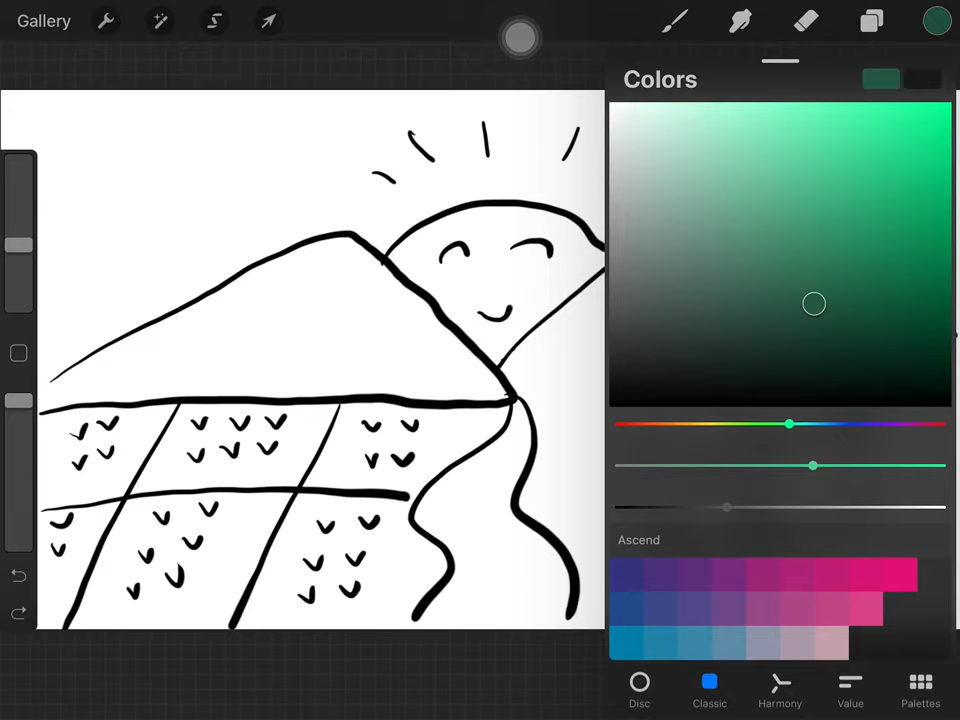 Gallery
Colors
Ascend
Disc
Classic
Harmony
Value
Palettes